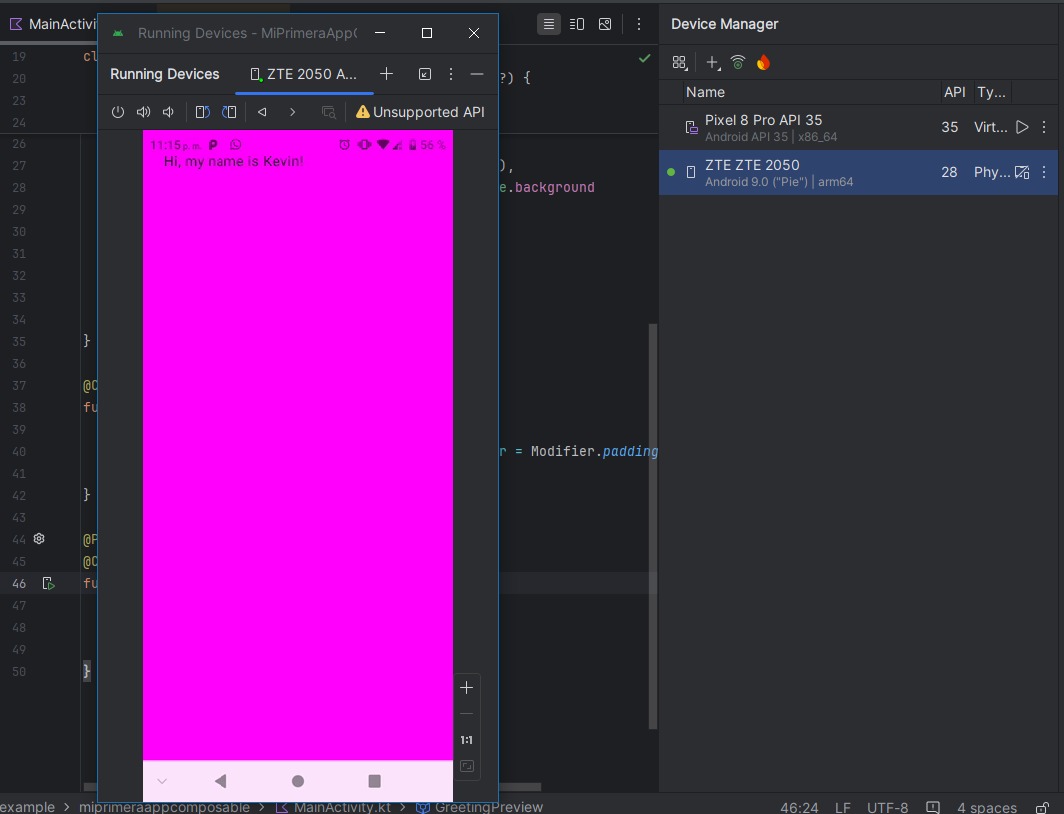 MainActivi
Running Devices - MiPrimeraApp
Running Devices
ZTE 2050 A...
Unsupported API
Device Manager
Name API Ty...
Pixel 8 Pro API 35
Android API 35 | x86_64
35 Virt...
ZTE ZTE 2050
Android 9.0 ("Pie") | arm64
28 Phy...
11:15 p. m.
56 %
Hi, my name is Kevin!
19 cl
20 ?) {
23
24
26
27 ),
28 e.background
29
30
31
32
33
34
35 }
36
37 @C
38 fu
39
40 r = Modifier.padding
41
42 }
43
44 @P
45 @C
46 fu
47
48
49
50 }
1:1
example > miprimeraappcomposable > MainActivity.kt > GreetingPreview
46:24 LF UTF-8 4 spaces